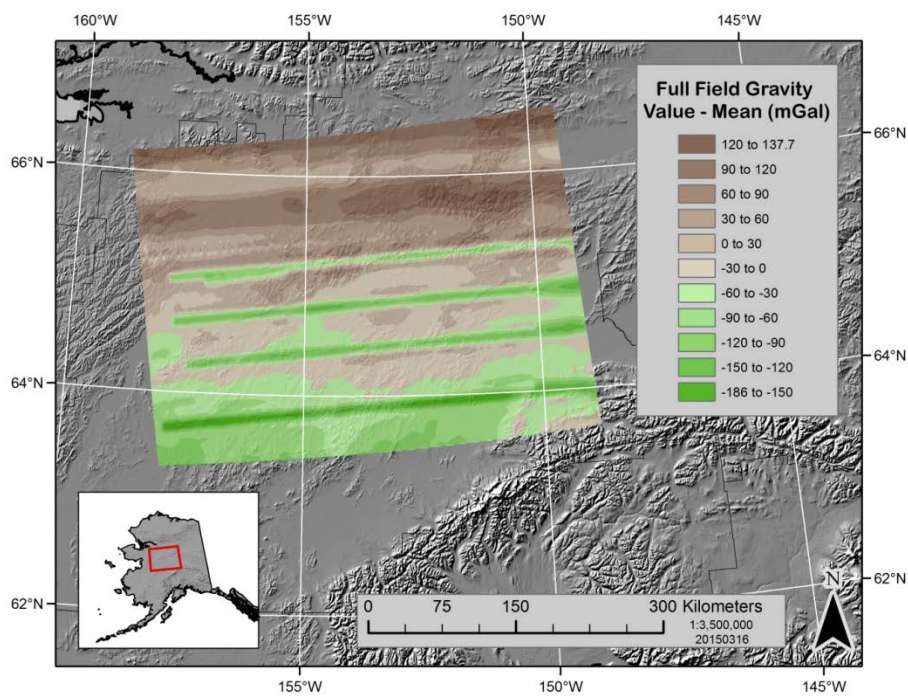 160°W 155°W 150°W 145°W
Full Field Gravity
Value - Mean (mGal)
120 to 137.7
90 to 120
60 to 90
30 to 60
0 to 30
-30 to 0
-60 to -30
-90 to -60
-120 to -90
-150 to -120
-186 to -150
66°N 66°N
64°N 64°N
62°N 62°N
N
0 75 150 300 Kilometers
1:3,500,000
20150316
155°W 150°W 145°W